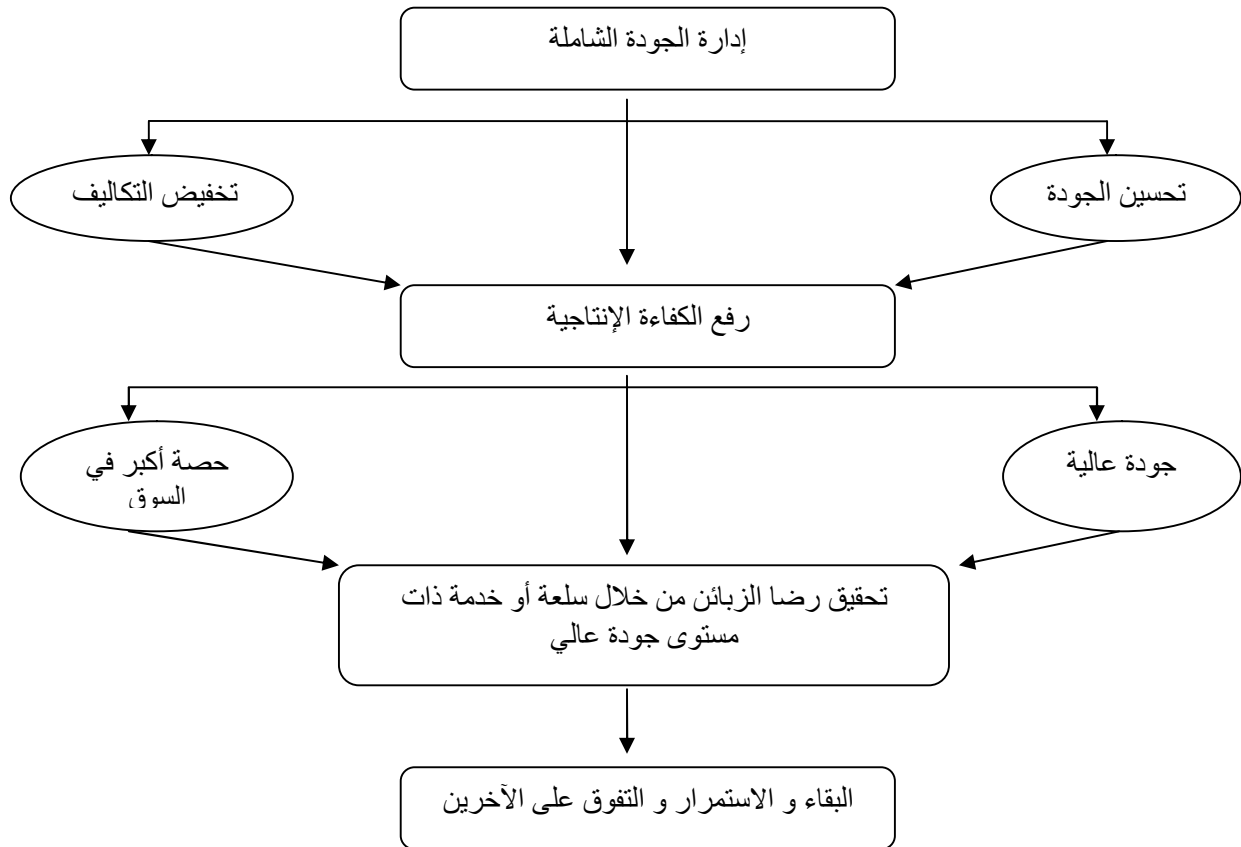 إدارة الجودة الشاملة
تحسين الجودة
تخفيض التكاليف
رفع الكفاءة الإنتاجية
جودة عالية
حصة أكبر في
السوق
تحقيق رضا الزبائن من خلال سلعة أو خدمة ذات
مستوى جودة عالي
البقاء و الاستمرار و التفوق على الآخرين